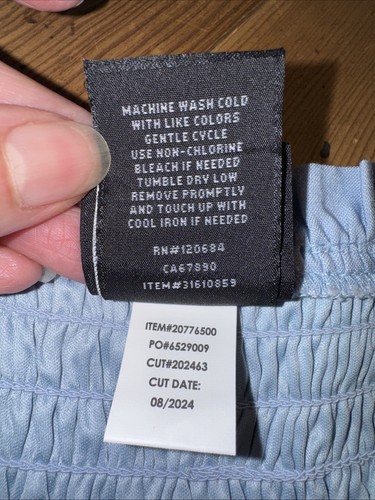 MACHINE WASH COLD
WITH LIKE COLORS
GENTLE CYCLE
USE NON-CHLORINE
BLEACH IF NEEDED
TUMBLE DRY LOW
REMOVE PROMPTLY
AND TOUCH UP WITH
COOL IRON IF NEEDED
RN#120684
CA67890
ITEM#31610859
ITEM#20776500
PO#6529009
CUT#202463
CUT DATE:
08/2024